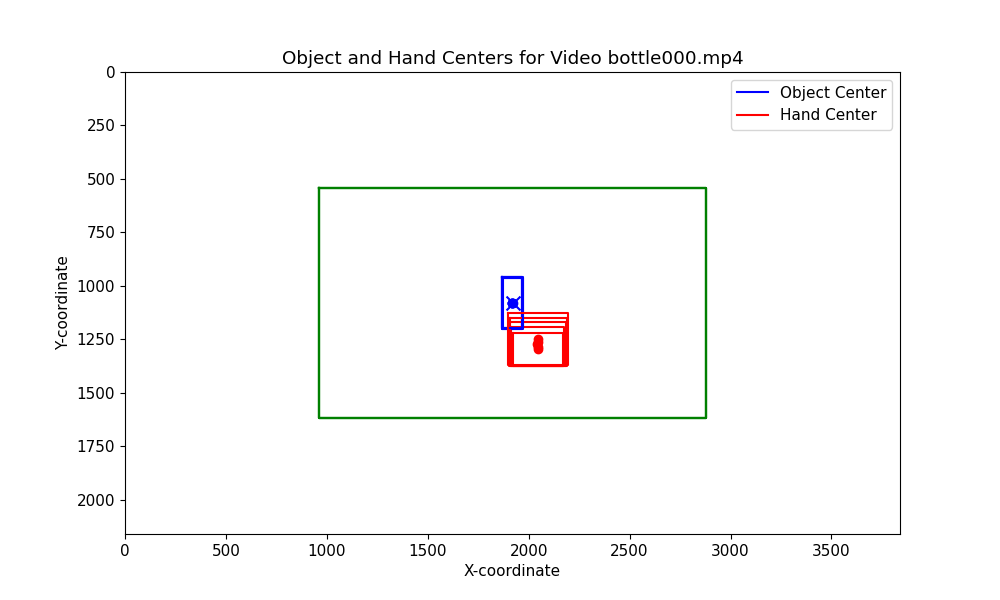 Object and Hand Centers for Video bottle000.mp4
Object Center
Hand Center
0
250
500
750
1000
1250
1500
1750
2000
Y-coordinate
0 500 1000 1500 2000 2500 3000 3500
X-coordinate